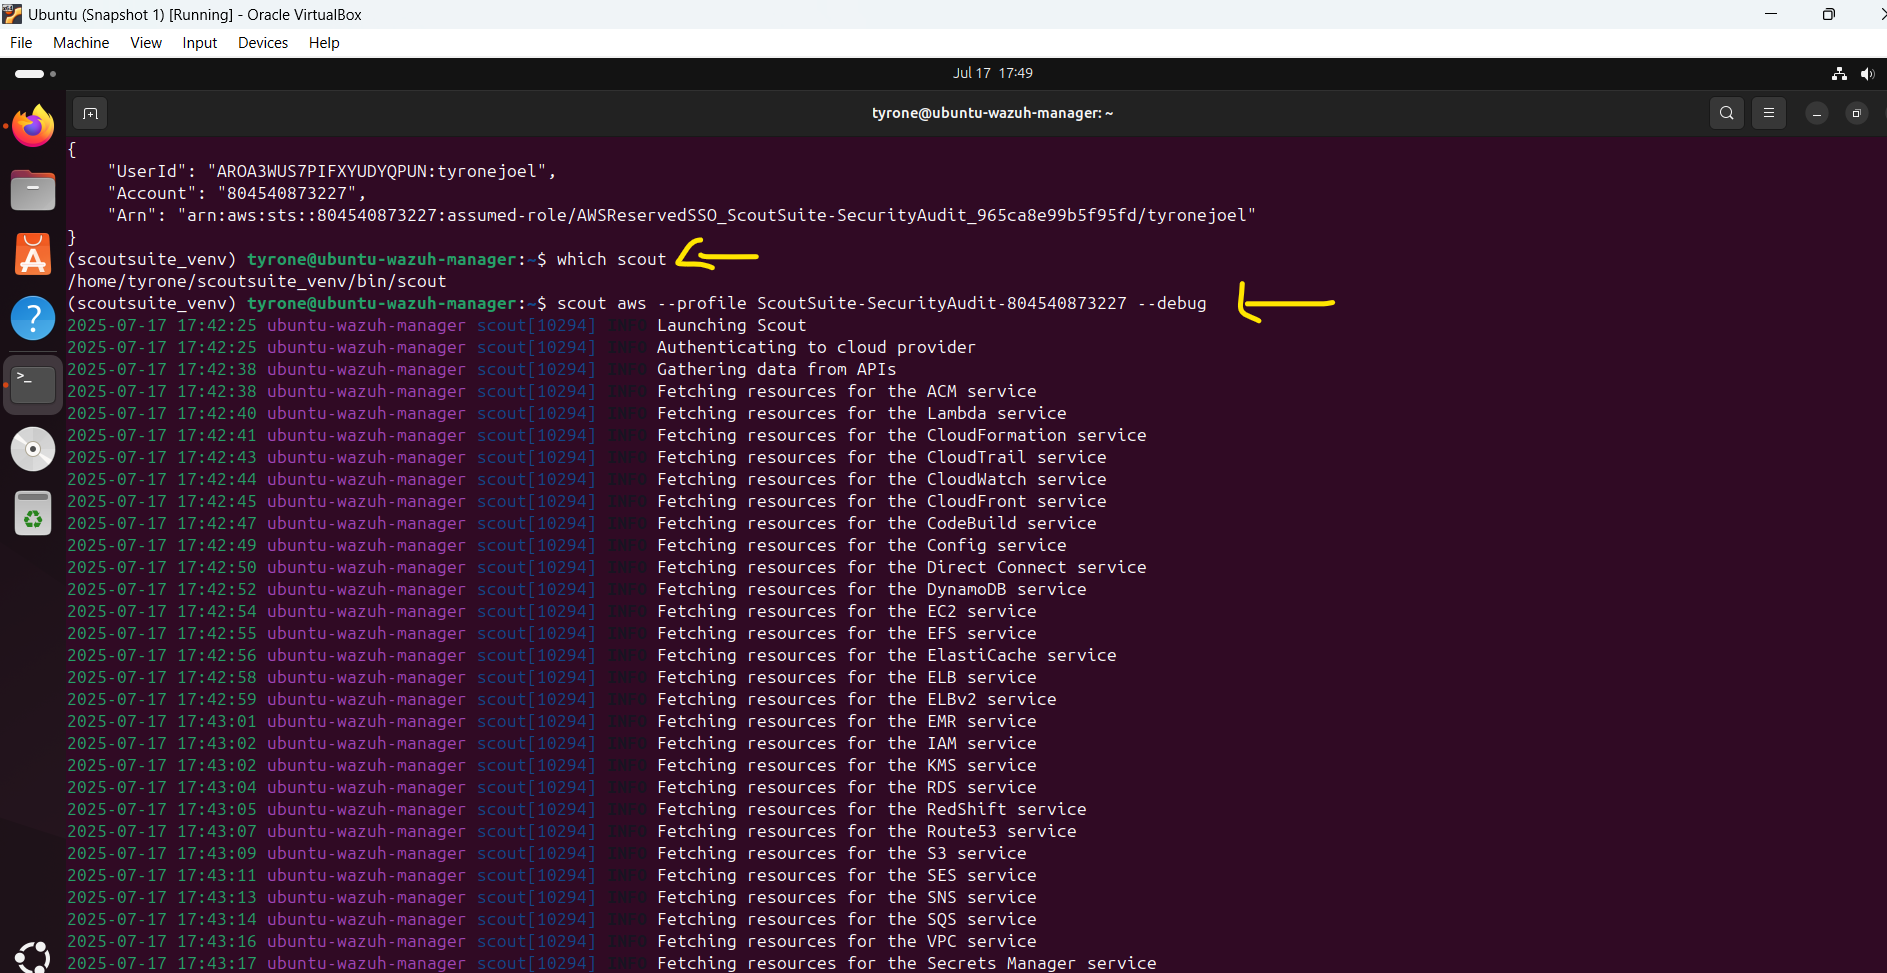 Ubuntu (Snapshot 1) [Running] - Oracle VirtualBox
File Machine View Input Devices Help
Jul 17 17:49
tyrone@ubuntu-wazuh-manager: ~
{
    "UserId": "AROA3WUS7PIFXYUDYQPUN:tyronejoel",
    "Account": "804540873227",
    "Arn": "arn:aws:sts::804540873227:assumed-role/AWSReservedSSO_ScoutSuite-SecurityAudit_965ca8e99b5f95fd/tyronejoel"
}
(scoutsuite_venv) tyrone@ubuntu-wazuh-manager:~$ which scout
/home/tyrone/scoutsuite_venv/bin/scout
(scoutsuite_venv) tyrone@ubuntu-wazuh-manager:~$ scout aws --profile ScoutSuite-SecurityAudit-804540873227 --debug
2025-07-17 17:42:25 ubuntu-wazuh-manager scout[10294] INFO Launching Scout
2025-07-17 17:42:25 ubuntu-wazuh-manager scout[10294] INFO Authenticating to cloud provider
2025-07-17 17:42:38 ubuntu-wazuh-manager scout[10294] INFO Gathering data from APIs
2025-07-17 17:42:38 ubuntu-wazuh-manager scout[10294] INFO Fetching resources for the ACM service
2025-07-17 17:42:40 ubuntu-wazuh-manager scout[10294] INFO Fetching resources for the Lambda service
2025-07-17 17:42:41 ubuntu-wazuh-manager scout[10294] INFO Fetching resources for the CloudFormation service
2025-07-17 17:42:43 ubuntu-wazuh-manager scout[10294] INFO Fetching resources for the CloudTrail service
2025-07-17 17:42:44 ubuntu-wazuh-manager scout[10294] INFO Fetching resources for the CloudWatch service
2025-07-17 17:42:45 ubuntu-wazuh-manager scout[10294] INFO Fetching resources for the CloudFront service
2025-07-17 17:42:47 ubuntu-wazuh-manager scout[10294] INFO Fetching resources for the CodeBuild service
2025-07-17 17:42:49 ubuntu-wazuh-manager scout[10294] INFO Fetching resources for the Config service
2025-07-17 17:42:50 ubuntu-wazuh-manager scout[10294] INFO Fetching resources for the Direct Connect service
2025-07-17 17:42:52 ubuntu-wazuh-manager scout[10294] INFO Fetching resources for the DynamoDB service
2025-07-17 17:42:54 ubuntu-wazuh-manager scout[10294] INFO Fetching resources for the EC2 service
2025-07-17 17:42:55 ubuntu-wazuh-manager scout[10294] INFO Fetching resources for the EFS service
2025-07-17 17:42:56 ubuntu-wazuh-manager scout[10294] INFO Fetching resources for the ElastiCache service
2025-07-17 17:42:58 ubuntu-wazuh-manager scout[10294] INFO Fetching resources for the ELB service
2025-07-17 17:42:59 ubuntu-wazuh-manager scout[10294] INFO Fetching resources for the ELBv2 service
2025-07-17 17:43:01 ubuntu-wazuh-manager scout[10294] INFO Fetching resources for the EMR service
2025-07-17 17:43:02 ubuntu-wazuh-manager scout[10294] INFO Fetching resources for the IAM service
2025-07-17 17:43:02 ubuntu-wazuh-manager scout[10294] INFO Fetching resources for the KMS service
2025-07-17 17:43:04 ubuntu-wazuh-manager scout[10294] INFO Fetching resources for the RDS service
2025-07-17 17:43:05 ubuntu-wazuh-manager scout[10294] INFO Fetching resources for the RedShift service
2025-07-17 17:43:07 ubuntu-wazuh-manager scout[10294] INFO Fetching resources for the Route53 service
2025-07-17 17:43:09 ubuntu-wazuh-manager scout[10294] INFO Fetching resources for the S3 service
2025-07-17 17:43:11 ubuntu-wazuh-manager scout[10294] INFO Fetching resources for the SES service
2025-07-17 17:43:13 ubuntu-wazuh-manager scout[10294] INFO Fetching resources for the SNS service
2025-07-17 17:43:14 ubuntu-wazuh-manager scout[10294] INFO Fetching resources for the SQS service
2025-07-17 17:43:16 ubuntu-wazuh-manager scout[10294] INFO Fetching resources for the VPC service
2025-07-17 17:43:17 ubuntu-wazuh-manager scout[10294] INFO Fetching resources for the Secrets Manager service